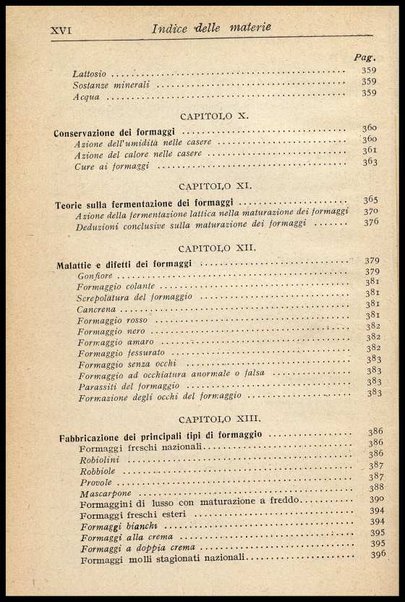 XVI Indice delle materie
Pag.
Lattosio 359
Sostanze minerali 359
Acqua 359
CAPITOLO X.
Conservazione dei formaggi 360
Azione dell'umidità nelle casere 360
Azione del calore nelle casere 361
Cure ai formaggi 363
CAPITOLO XI.
Teorie sulla fermentazione dei formaggi 365
Azione della fermentazione lattica nella maturazione dei formaggi 370
Deduzioni conclusive sulla maturazione dei formaggi 376
CAPITOLO XII.
Malattie e difetti dei formaggi 379
Gonfiore 379
Formaggio colante 381
Screpolatura del formaggio 381
Cancrena 381
Formaggio rosso 381
Formaggio nero 382
Formaggio amaro 382
Formaggio fessurato 382
Formaggio senza occhi 383
Formaggio ad occhiatura anormale o falsa 383
Parassiti del formaggio 383
Formazione degli occhi del formaggio 383
CAPITOLO XIII.
Fabbricazione dei principali tipi di formaggio 386
Formaggi freschi nazionali 386
Robiolini 386
Robbiole 387
Provole 387
Mascarpone 388
Formaggini di lusso con maturazione a freddo 390
Formaggi freschi esteri 394
Formaggi bianchi 394
Formaggi alla crema 395
Formaggi a doppia crema 395
Formaggi molli stagionati nazionali 396